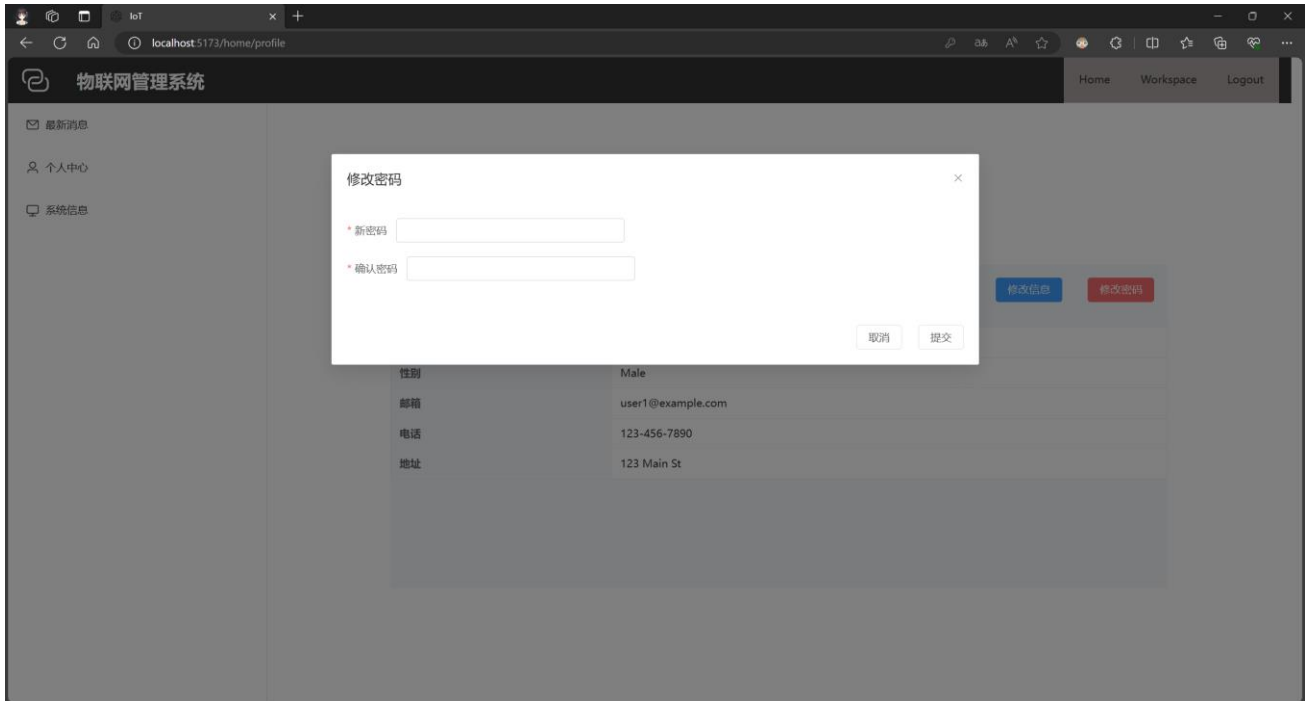 IoT
localhost:5173/home/profile
物联网管理系统
Home Workspace Logout
最新消息
个人中心
系统信息
修改密码
* 新密码
* 确认密码
修改信息 修改密码
取消 提交
性别 Male
邮箱 user1@example.com
电话 123-456-7890
地址 123 Main St